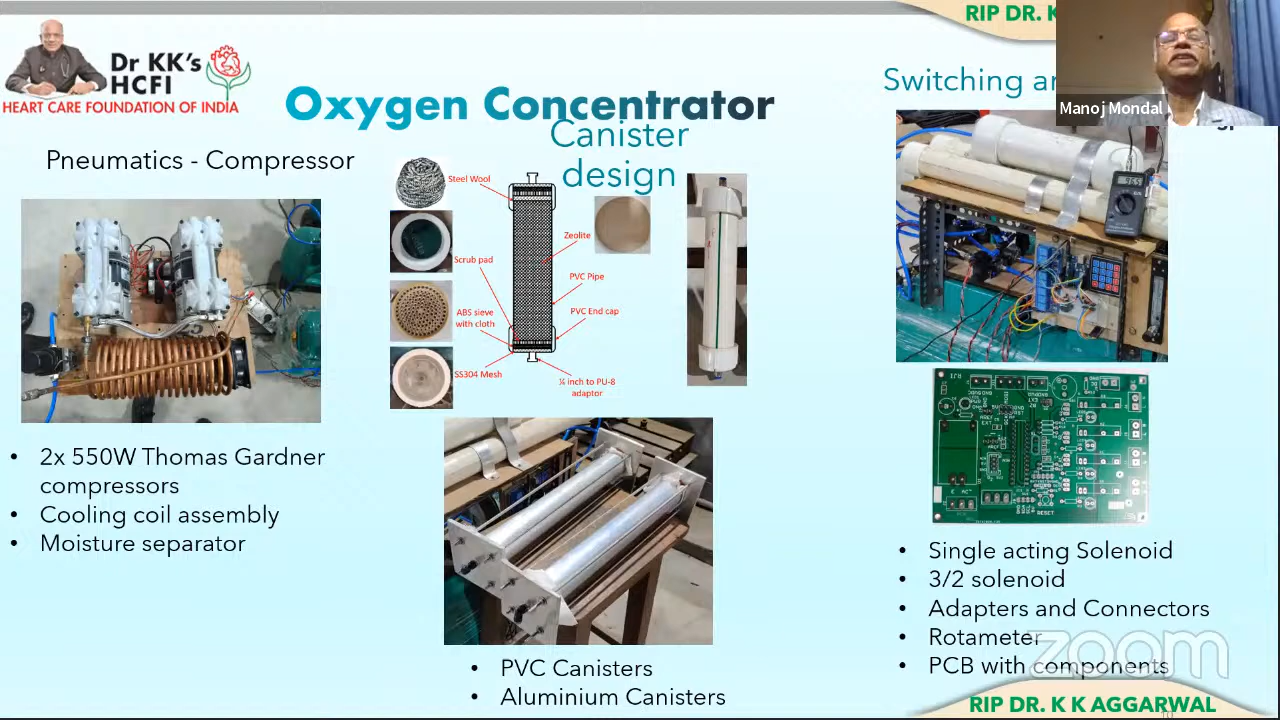 RIP DR. K
Dr KK's
HCFI
HEART CARE FOUNDATION OF INDIA
Manoj Mondal
Oxygen Concentrator
Switching
Pneumatics - Compressor
Canister
design
Steel Wool
Zeolite
Scrub pad
PVC Pipe
ABS sieve
with cloth
PVC End cap
SS304 Mesh
¼ inch to PU-8
adaptor
• 2x 550W Thomas Gardner
compressors
• Cooling coil assembly
• Moisture separator
• PVC Canisters
• Aluminium Canisters
RESET
• Single acting Solenoid
• 3/2 solenoid
• Adapters and Connectors
• Rotameter
• PCB with components
zoom
RIP DR. K K AGGARWAL
10